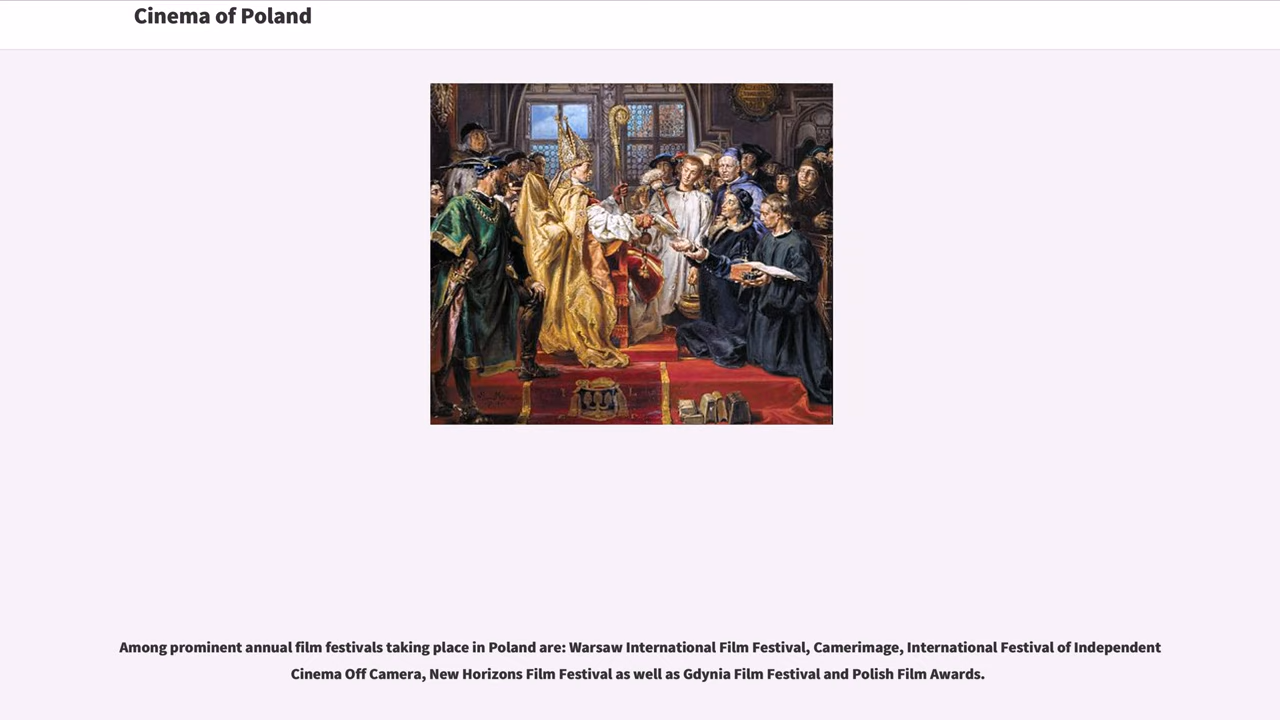 Cinema of Poland
Among prominent annual film festivals taking place in Poland are: Warsaw International Film Festival, Camerimage, International Festival of Independent
Cinema Off Camera, New Horizons Film Festival as well as Gdynia Film Festival and Polish Film Awards.